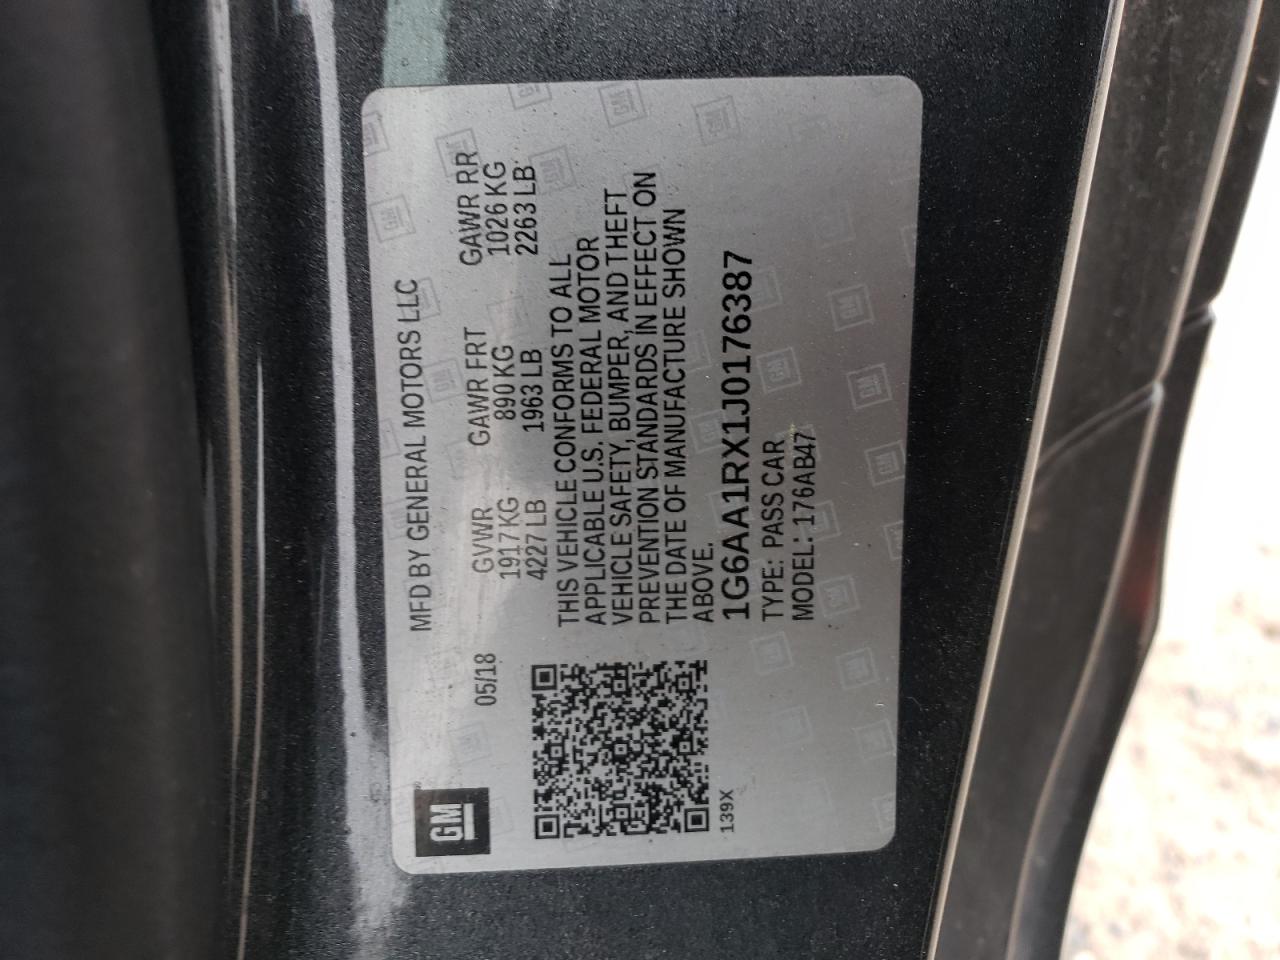 GM
MFD BY GENERAL MOTORS LLC
05/18
GVWR GAWR FRT GAWR RR
1917 KG 890 KG 1026 KG
4227 LB 1963 LB 2263 LB
THIS VEHICLE CONFORMS TO ALL
APPLICABLE U.S. FEDERAL MOTOR
VEHICLE SAFETY, BUMPER, AND THEFT
PREVENTION STANDARDS IN EFFECT ON
THE DATE OF MANUFACTURE SHOWN
ABOVE.
1G6AA1RX1J0176387
TYPE: PASS CAR
MODEL: 176AB47
139X